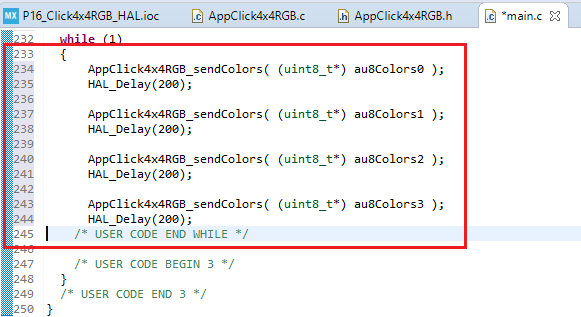 MX P16_Click4x4RGB_HAL.ioc .c AppClick4x4RGB.c .h AppClick4x4RGB.h .c *main.c
232 while (1)
233 {
234 AppClick4x4RGB_sendColors( (uint8_t*) au8Colors0 );
235 HAL_Delay(200);
236
237 AppClick4x4RGB_sendColors( (uint8_t*) au8Colors1 );
238 HAL_Delay(200);
239
240 AppClick4x4RGB_sendColors( (uint8_t*) au8Colors2 );
241 HAL_Delay(200);
242
243 AppClick4x4RGB_sendColors( (uint8_t*) au8Colors3 );
244 HAL_Delay(200);
245 /* USER CODE END WHILE */
246
247 /* USER CODE BEGIN 3 */
248 }
249 /* USER CODE END 3 */
250 }